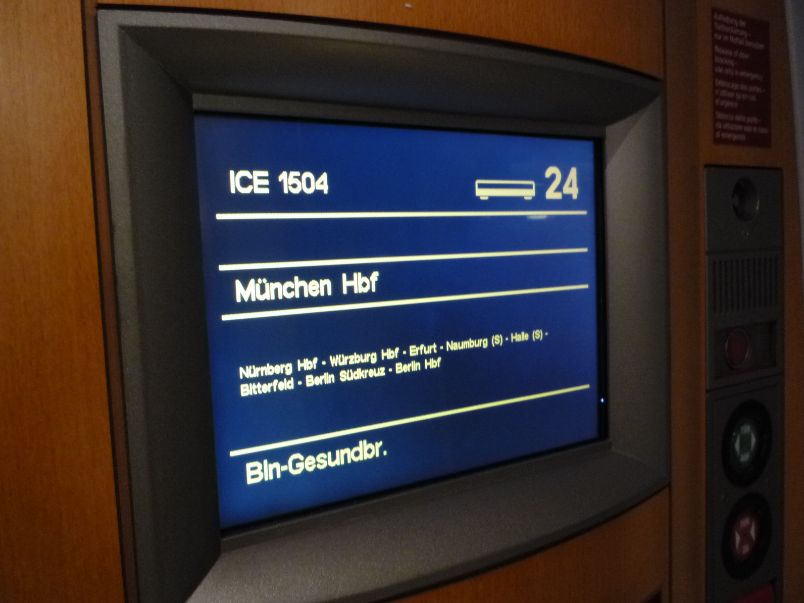 ICE 1504
24
München Hbf
Nürnberg Hbf - Würzburg Hbf - Erfurt - Naumburg (S) - Halle (S) -
Bitterfeld - Berlin Südkreuz - Berlin Hbf
Bln-Gesundbr.